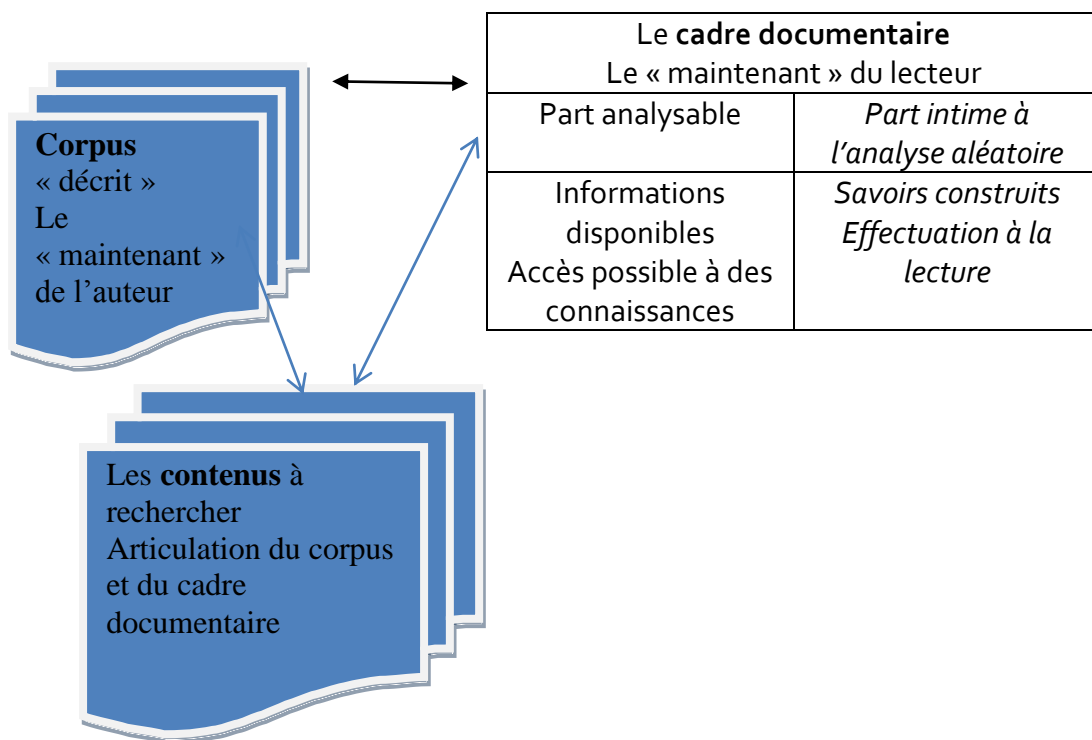 Corpus
« décrit »
Le
« maintenant »
de l’auteur
Le cadre documentaire
Le « maintenant » du lecteur
Part analysable
Part intime à
l’analyse aléatoire
Informations
disponibles
Accès possible à des
connaissances
Savoirs construits
Effectuation à la
lecture
Les contenus à
rechercher
Articulation du corpus
et du cadre
documentaire